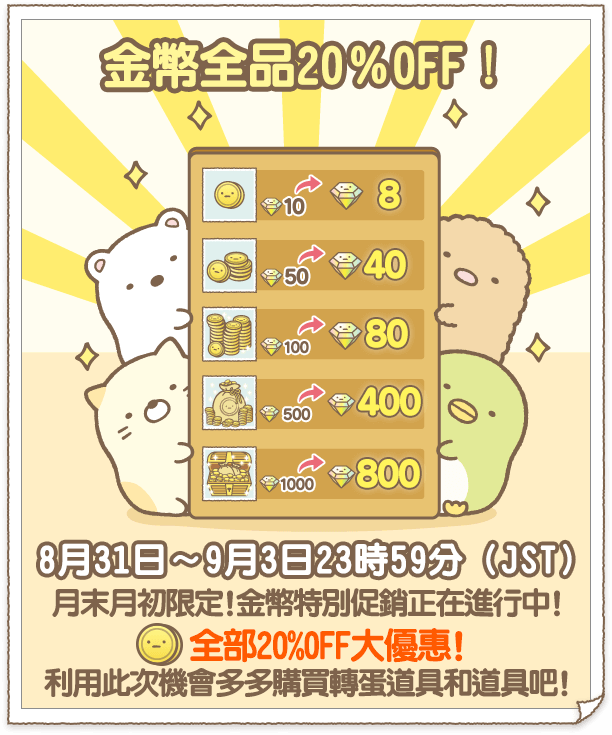 金幣全品20%OFF！
10 8
50 40
100 80
500 400
1000 800
8月31日～9月3日23時59分（JST）
月末月初限定!金幣特別促銷正在進行中!
全部20%OFF大優惠!
利用此次機會多多購買轉蛋道具和道具吧!